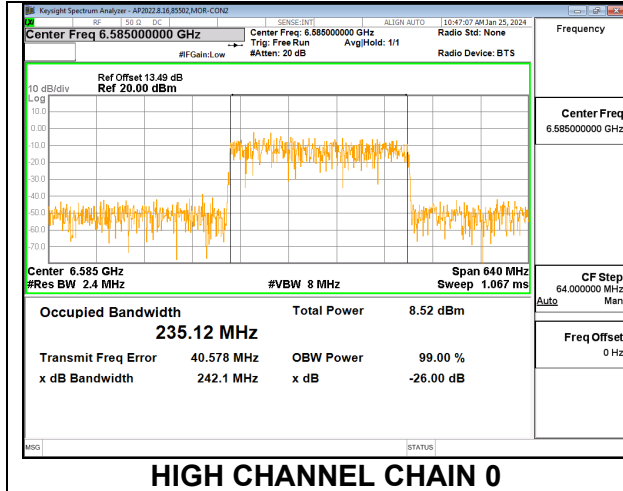 Keysight Spectrum Analyzer - AP2022.8.16,85502,MOR-CON2
RF 50 Ω DC SENSE:INT ALIGN AUTO 10:47:07 AM Jan 25, 2024
Center Freq 6.585000000 GHz
Center Freq: 6.585000000 GHz Radio Std: None
Trig: Free Run Avg|Hold: 1/1
#IFGain:Low #Atten: 20 dB Radio Device: BTS
Frequency
Ref Offset 13.49 dB
10 dB/div Ref 20.00 dBm
Log
10.0
0.00
-10.0
-20.0
-30.0
-40.0
-50.0
-60.0
-70.0
Center Freq
6.585000000 GHz
Center 6.585 GHz Span 640 MHz
#Res BW 2.4 MHz #VBW 8 MHz Sweep 1.067 ms
CF Step
64.000000 MHz
Auto Man
Freq Offset
0 Hz
Occupied Bandwidth Total Power 8.52 dBm
235.12 MHz
Transmit Freq Error 40.578 MHz OBW Power 99.00 %
x dB Bandwidth 242.1 MHz x dB -26.00 dB
MSG STATUS
HIGH CHANNEL CHAIN 0